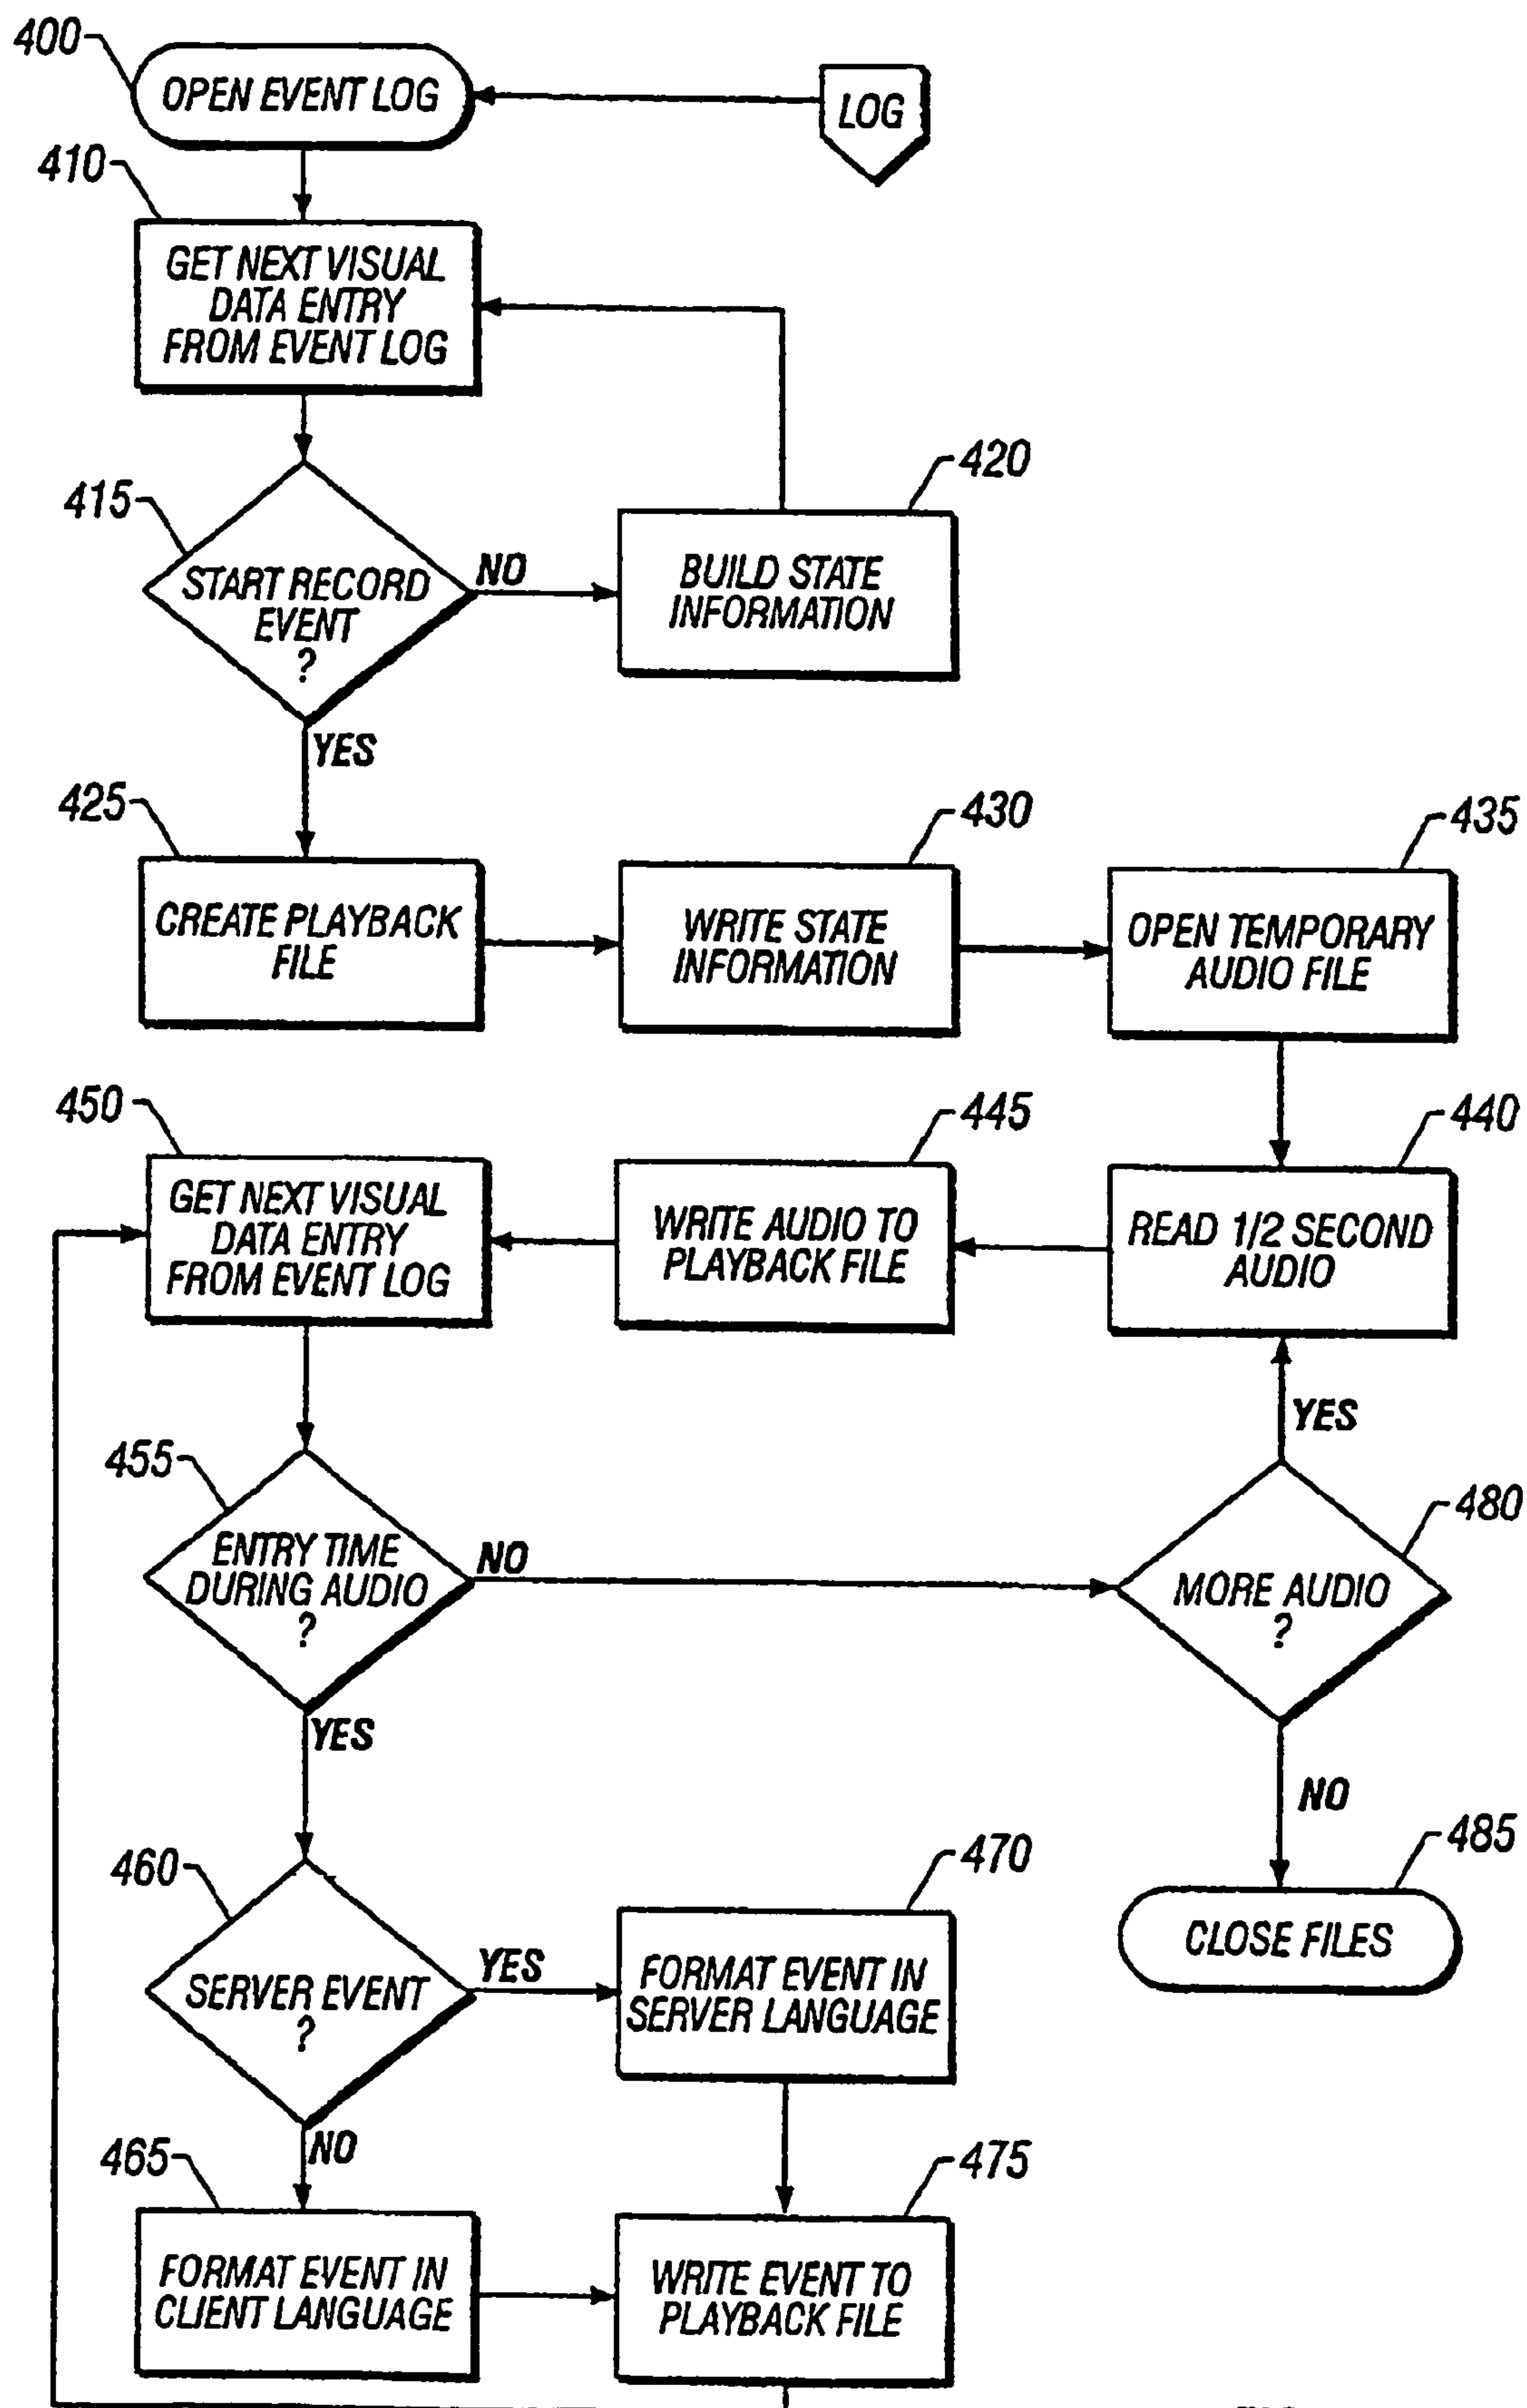 400
OPEN EVENT LOG
LOG
410
GET NEXT VISUAL
DATA ENTRY
FROM EVENT LOG
415
START RECORD
EVENT
?
NO
420
BUILD STATE
INFORMATION
YES
425
CREATE PLAYBACK
FILE
430
WRITE STATE
INFORMATION
435
OPEN TEMPORARY
AUDIO FILE
450
GET NEXT VISUAL
DATA ENTRY
FROM EVENT LOG
445
WRITE AUDIO TO
PLAYBACK FILE
440
READ 1/2 SECOND
AUDIO
YES
455
ENTRY TIME
DURING AUDIO
?
NO
480
MORE AUDIO
?
YES
NO
460
SERVER EVENT
?
YES
470
FORMAT EVENT IN
SERVER LANGUAGE
485
CLOSE FILES
NO
465
FORMAT EVENT IN
CLIENT LANGUAGE
475
WRITE EVENT TO
PLAYBACK FILE